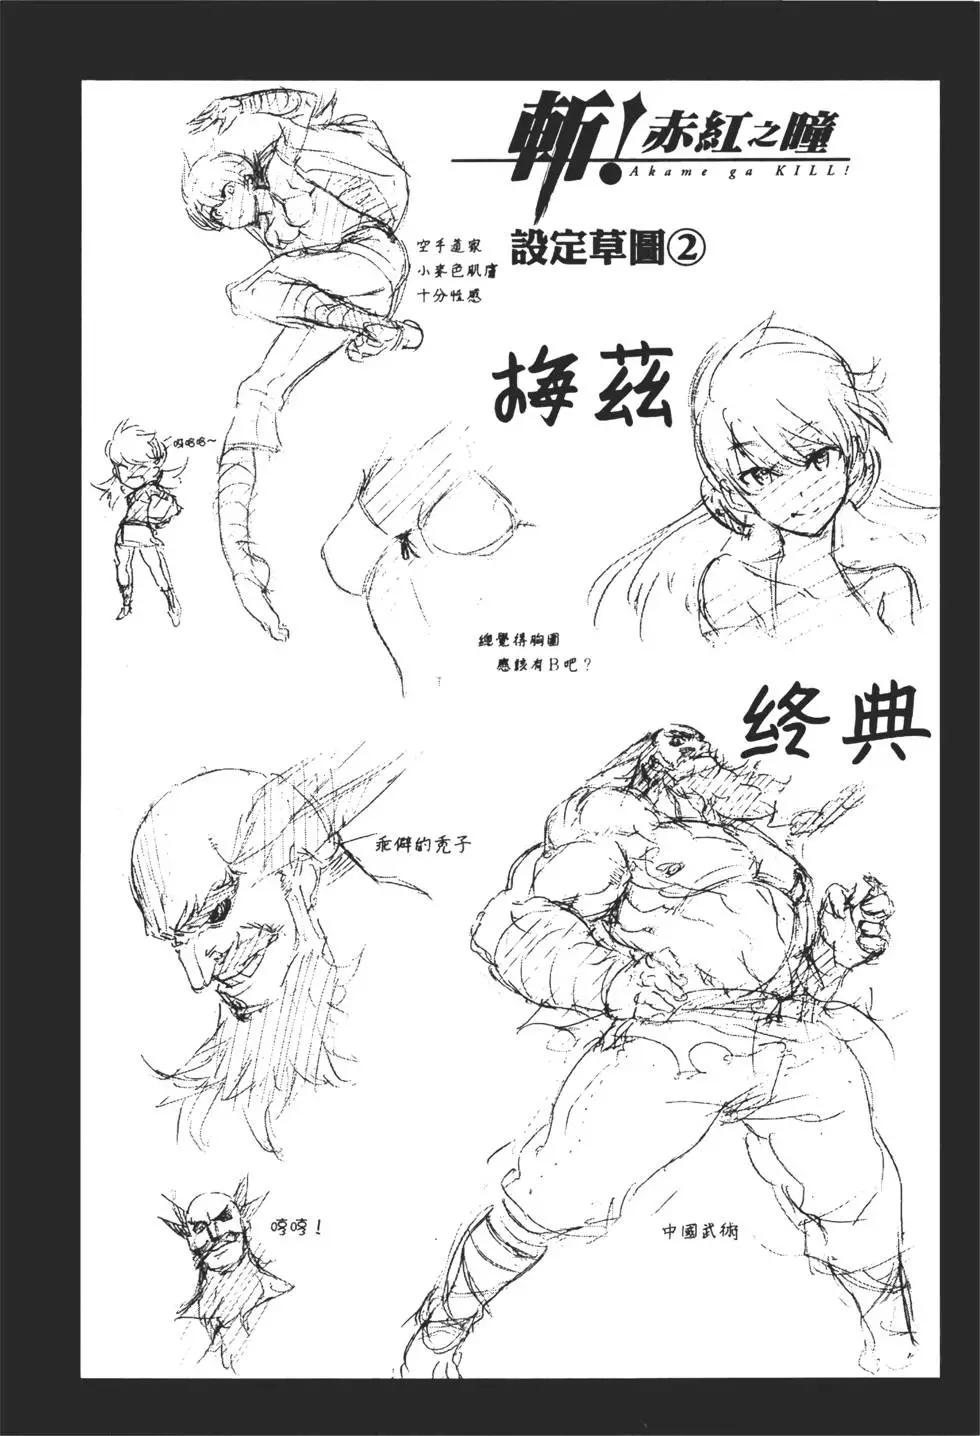 斬!赤紅之瞳
Akame ga KILL!
設定草圖②
空手道家
小麥色肌膚
十分性感
梅茲
呀哈哈～
總覺得胸圍
應該有B吧？
终典
乖僻的禿子
哼哼！
中國武術